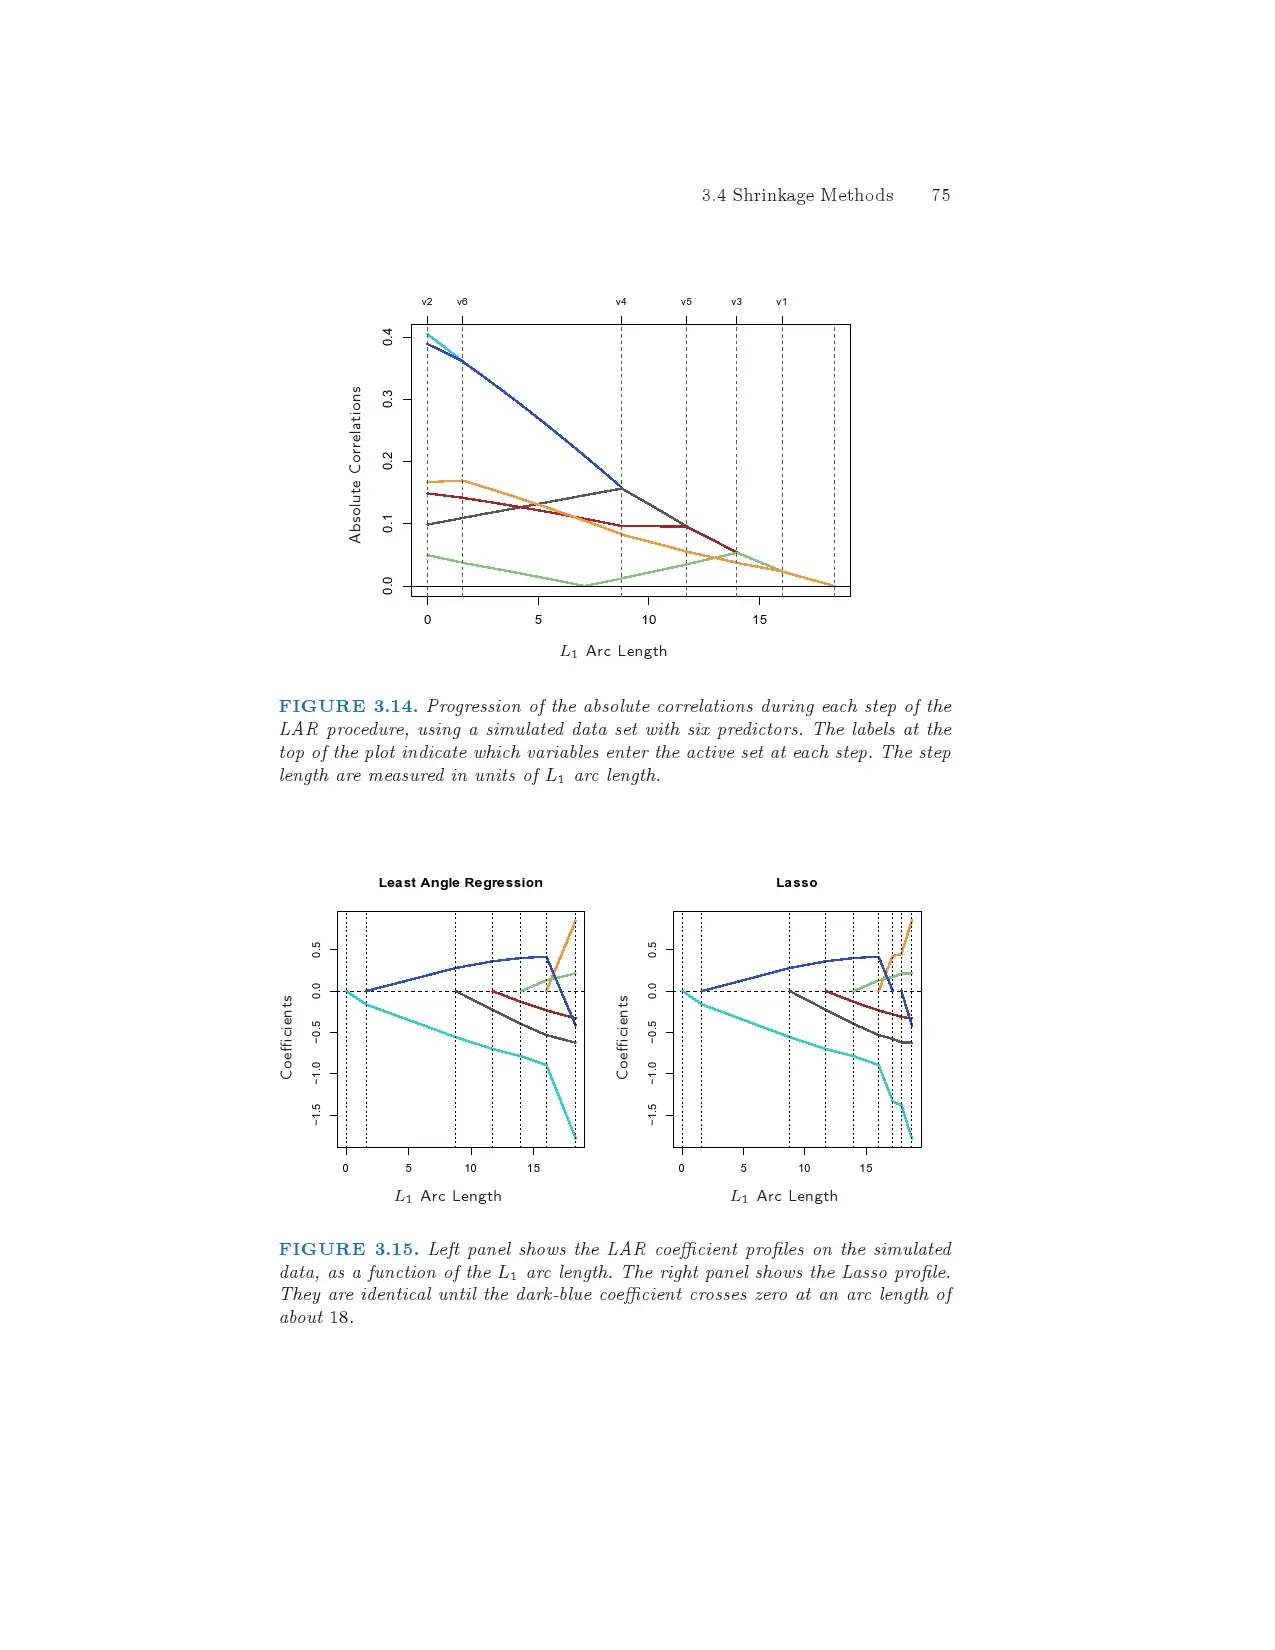 3.4 Shrinkage Methods 75
v2 v6 v4 v5 v3 v1
0.4
0.3
0.2
0.1
0.0
Absolute Correlations
0 5 10 15
L1 Arc Length
FIGURE 3.14. Progression of the absolute correlations during each step of the
LAR procedure, using a simulated data set with six predictors. The labels at the
top of the plot indicate which variables enter the active set at each step. The step
length are measured in units of L1 arc length.
Least Angle Regression
0.5
0.0
−0.5
−1.0
−1.5
Coefficients
0 5 10 15
L1 Arc Length
Lasso
0.5
0.0
−0.5
−1.0
−1.5
Coefficients
0 5 10 15
L1 Arc Length
FIGURE 3.15. Left panel shows the LAR coefficient profiles on the simulated
data, as a function of the L1 arc length. The right panel shows the Lasso profile.
They are identical until the dark-blue coefficient crosses zero at an arc length of
about 18.